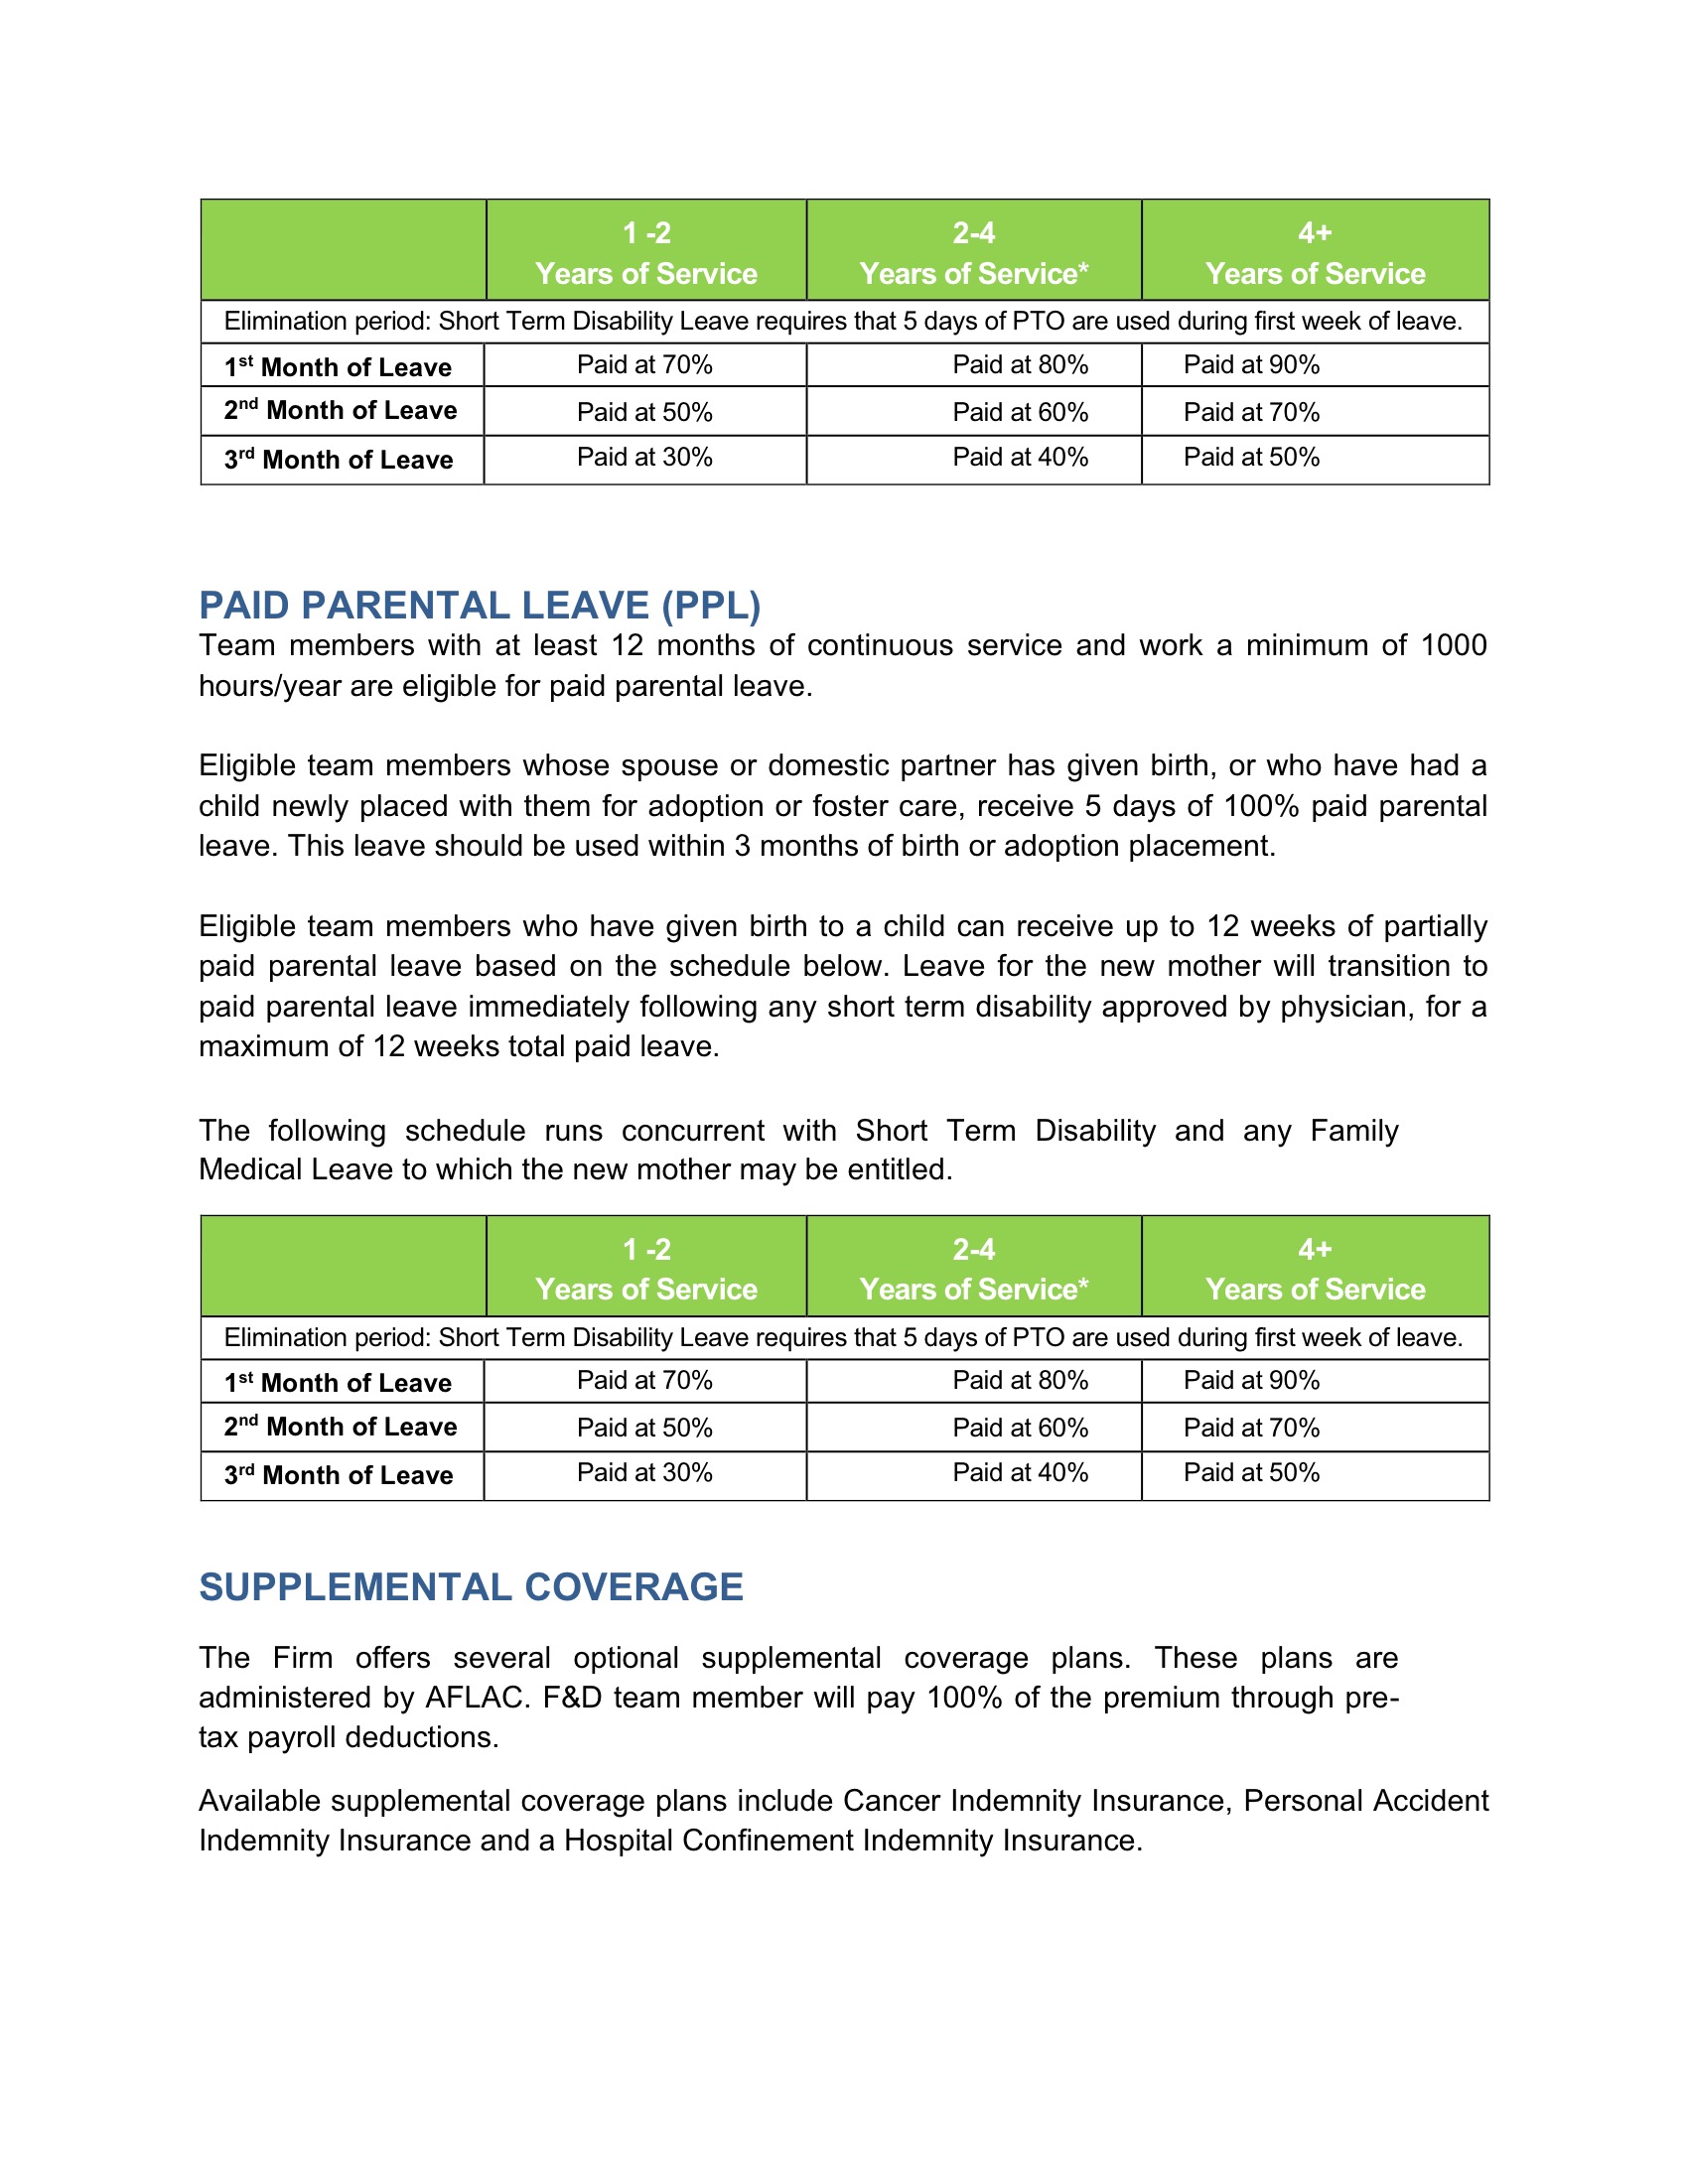 1 -2
Years of Service
2-4
Years of Service*
4+
Years of Service
Elimination period: Short Term Disability Leave requires that 5 days of PTO are used during first week of leave.
1st Month of Leave Paid at 70% Paid at 80% Paid at 90%
2nd Month of Leave Paid at 50% Paid at 60% Paid at 70%
3rd Month of Leave Paid at 30% Paid at 40% Paid at 50%
PAID PARENTAL LEAVE (PPL)
Team members with at least 12 months of continuous service and work a minimum of 1000
hours/year are eligible for paid parental leave.
Eligible team members whose spouse or domestic partner has given birth, or who have had a
child newly placed with them for adoption or foster care, receive 5 days of 100% paid parental
leave. This leave should be used within 3 months of birth or adoption placement.
Eligible team members who have given birth to a child can receive up to 12 weeks of partially
paid parental leave based on the schedule below. Leave for the new mother will transition to
paid parental leave immediately following any short term disability approved by physician, for a
maximum of 12 weeks total paid leave.
The following schedule runs concurrent with Short Term Disability and any Family
Medical Leave to which the new mother may be entitled.
1 -2
Years of Service
2-4
Years of Service*
4+
Years of Service
Elimination period: Short Term Disability Leave requires that 5 days of PTO are used during first week of leave.
1st Month of Leave Paid at 70% Paid at 80% Paid at 90%
2nd Month of Leave Paid at 50% Paid at 60% Paid at 70%
3rd Month of Leave Paid at 30% Paid at 40% Paid at 50%
SUPPLEMENTAL COVERAGE
The Firm offers several optional supplemental coverage plans. These plans are
administered by AFLAC. F&D team member will pay 100% of the premium through pre-
tax payroll deductions.
Available supplemental coverage plans include Cancer Indemnity Insurance, Personal Accident
Indemnity Insurance and a Hospital Confinement Indemnity Insurance.